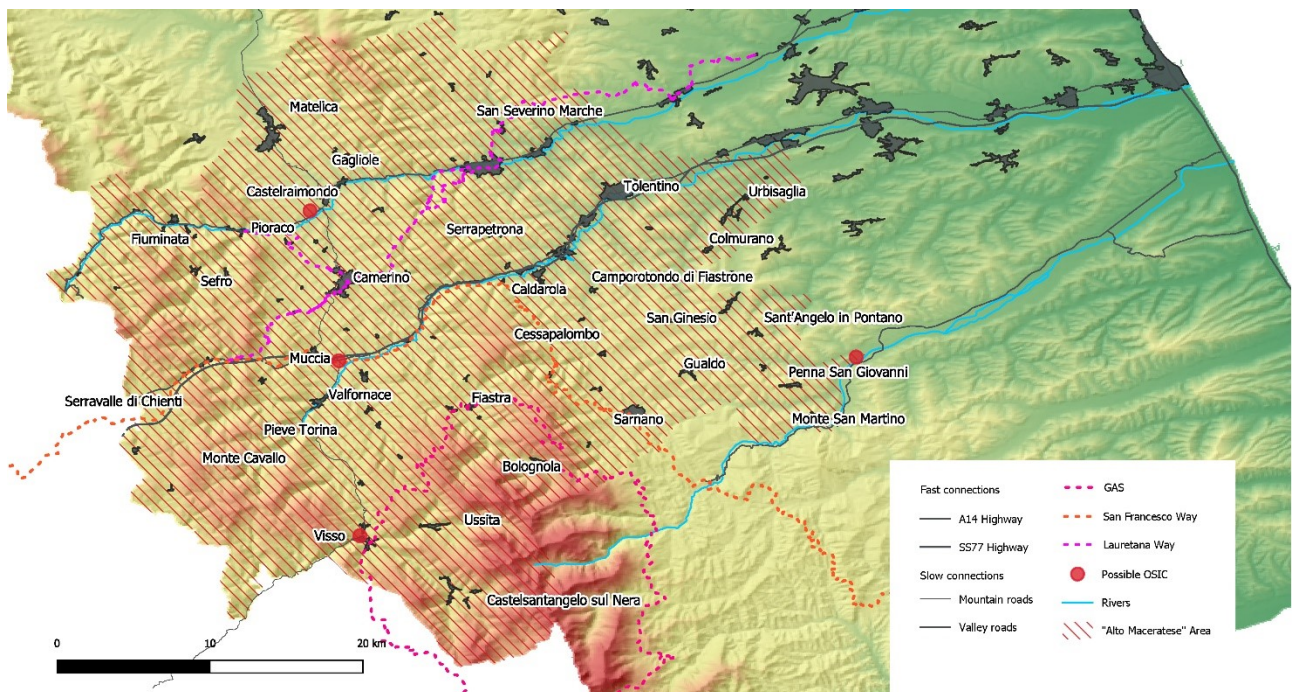 Matelica
San Severino Marche
Gagliole
Castelraimondo
Tolentino
Urbisaglia
Pioraco
Fiuminata
Serrapetrona
Colmurano
Sefro
Camerino
Camporotondo di Fiastrone
Caldarola
San Ginesio
Sant'Angelo in Pontano
Cessapalombo
Muccia
Gualdo
Penna San Giovanni
Valfornace
Serravalle di Chienti
Fiastra
Sarnano
Monte San Martino
Pieve Torina
Monte Cavallo
Bolognola
Ussita
Visso
Castelsantangelo sul Nera
0 10 20 km
Fast connections
A14 Highway
SS77 Highway
Slow connections
Mountain roads
Valley roads
GAS
San Francesco Way
Lauretana Way
Possible OSIC
Rivers
"Alto Maceratese" Area